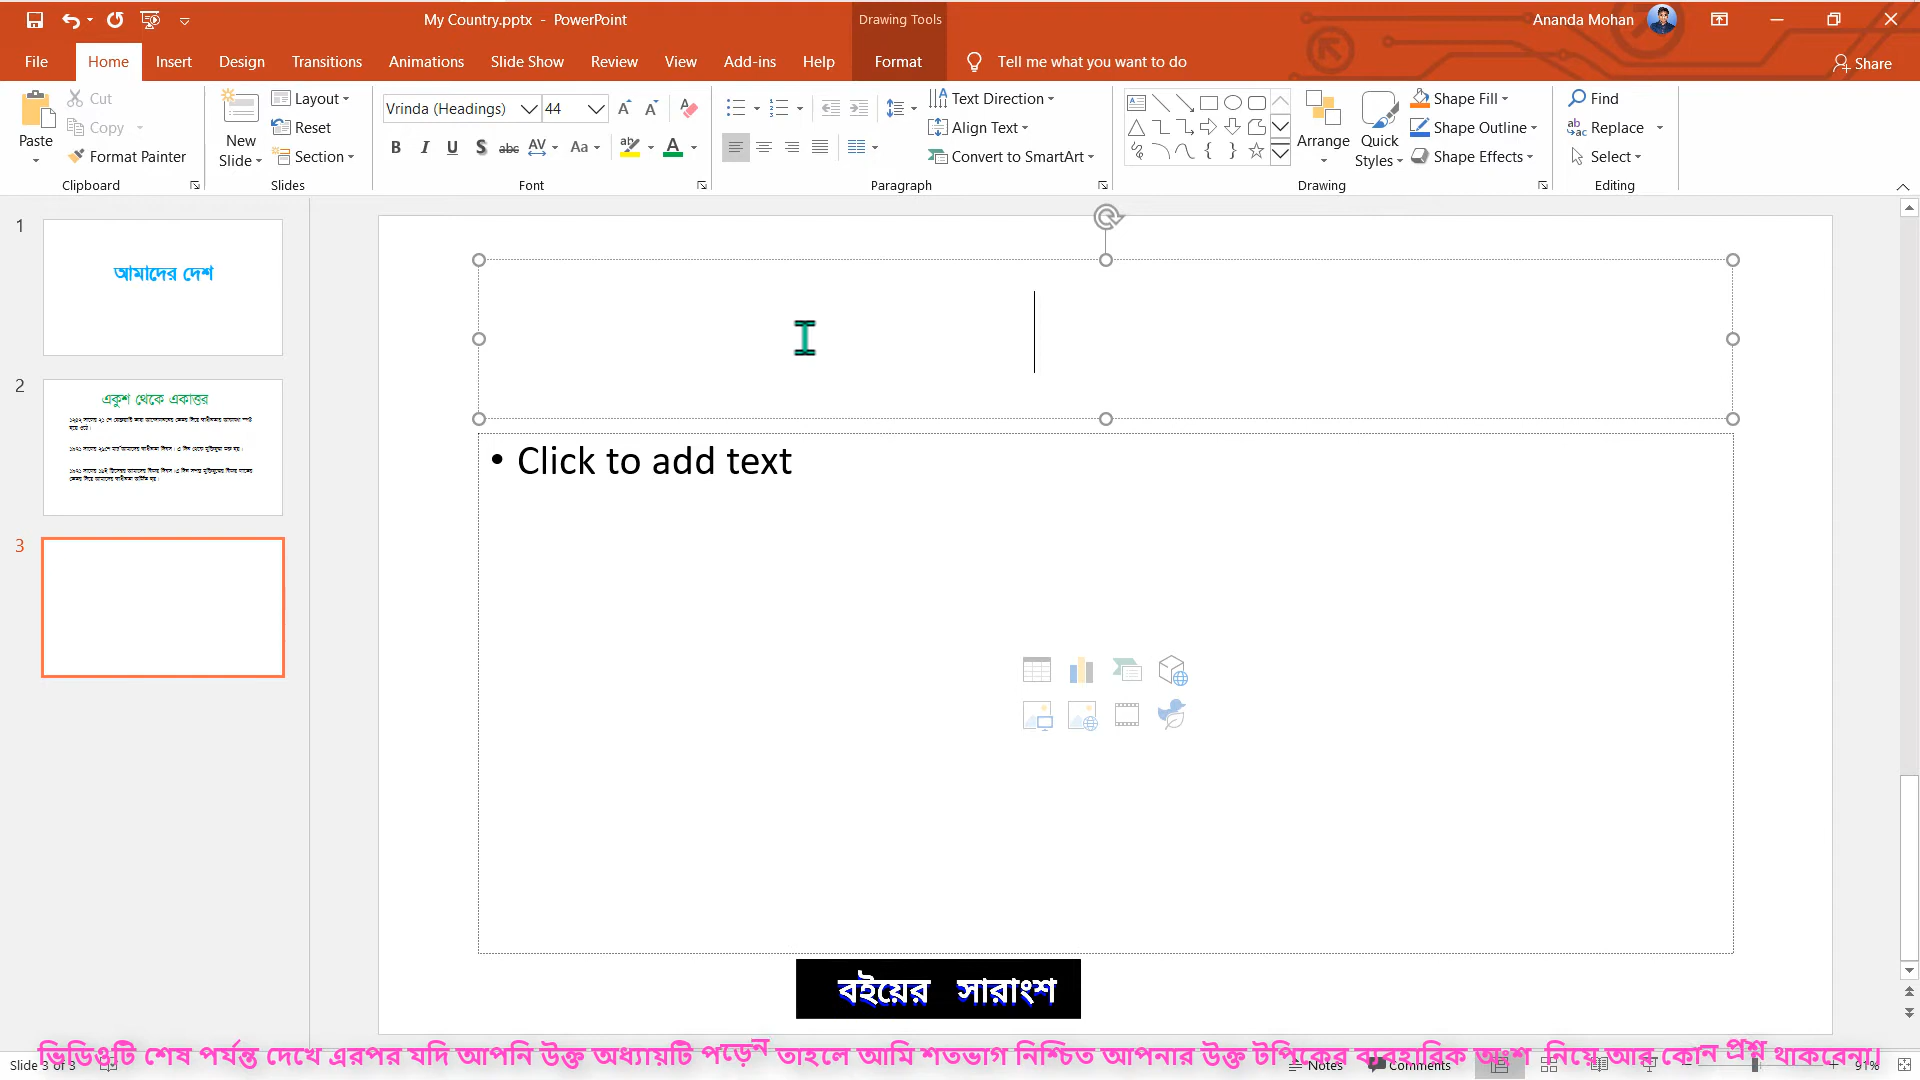 My Country.pptx - PowerPoint
Drawing Tools
Ananda Mohan
File Home Insert Design Transitions Animations Slide Show Review View Add-ins Help Format Tell me what you want to do Share
Paste
Cut
Copy
Format Painter
Clipboard
New Slide
Layout
Reset
Section
Slides
Vrinda (Headings) 44
B I U S abc AV Aa A
Font
Text Direction
Align Text
Convert to SmartArt
Paragraph
Arrange
Quick Styles
Shape Fill
Shape Outline
Shape Effects
Drawing
Find
Replace
Select
Editing
1
আমাদের দেশ
2
একুশ থেকে একাত্তর
3
• Click to add text
বইয়ের সারাংশ
ভিডিওটি শেষ পর্যন্ত দেখে এরপর যদি আপনি উক্ত অধ্যায়টি পড়েন তাহলে আমি শতভাগ নিশ্চিত আপনার উক্ত টপিকের ব্যবহারিক অংশ নিয়ে আর কোন প্রশ্ন থাকবেনা।
Slide 3 of 3
Notes
Comments
91%